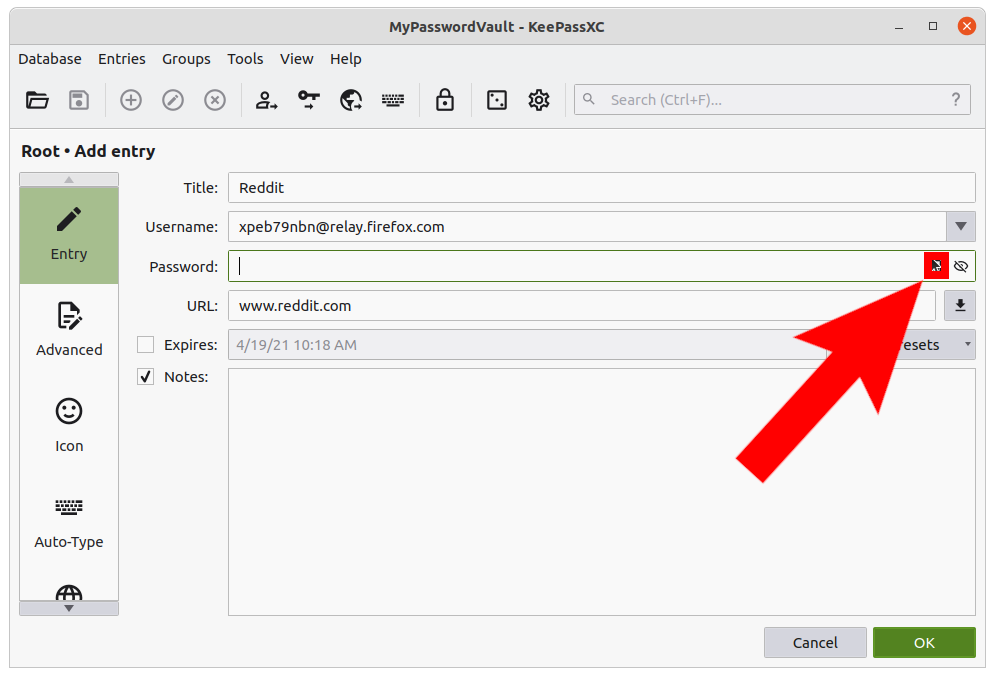 MyPasswordVault - KeePassXC
Database Entries Groups Tools View Help
Search (Ctrl+F)... ?
Root • Add entry
Title: Reddit
Username: xpeb79nbn@relay.firefox.com
Password:
URL: www.reddit.com
Expires: 4/19/21 10:18 AM
Notes:
Entry
Advanced
Icon
Auto-Type
Cancel OK